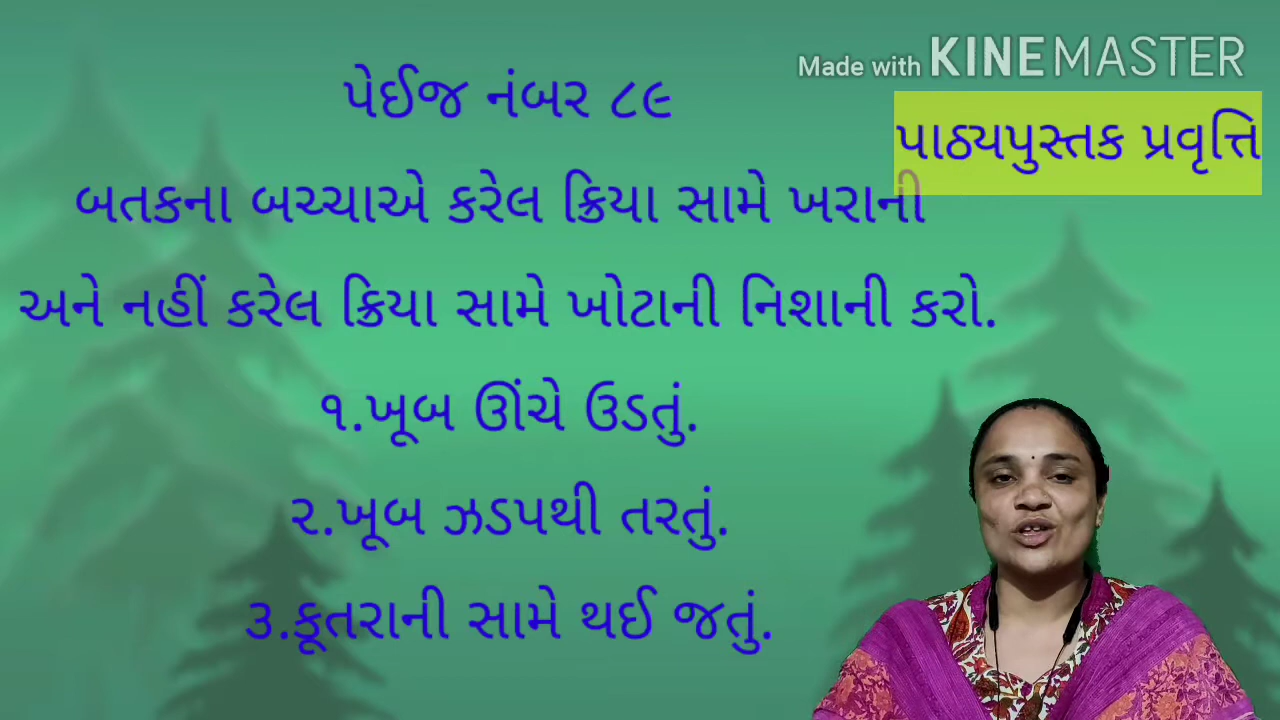 Made with KINEMASTER
પેઈજ નંબર ૮૯
પાઠ્યપુસ્તક પ્રવૃત્તિ
બતકના બચ્ચાએ કરેલ ક્રિયા સામે ખરાની
અને નહીં કરેલ ક્રિયા સામે ખોટાની નિશાની કરો.
૧.ખૂબ ઊંચે ઉડતું.
૨.ખૂબ ઝડપથી તરતું.
૩.કૂતરાની સામે થઈ જતું.